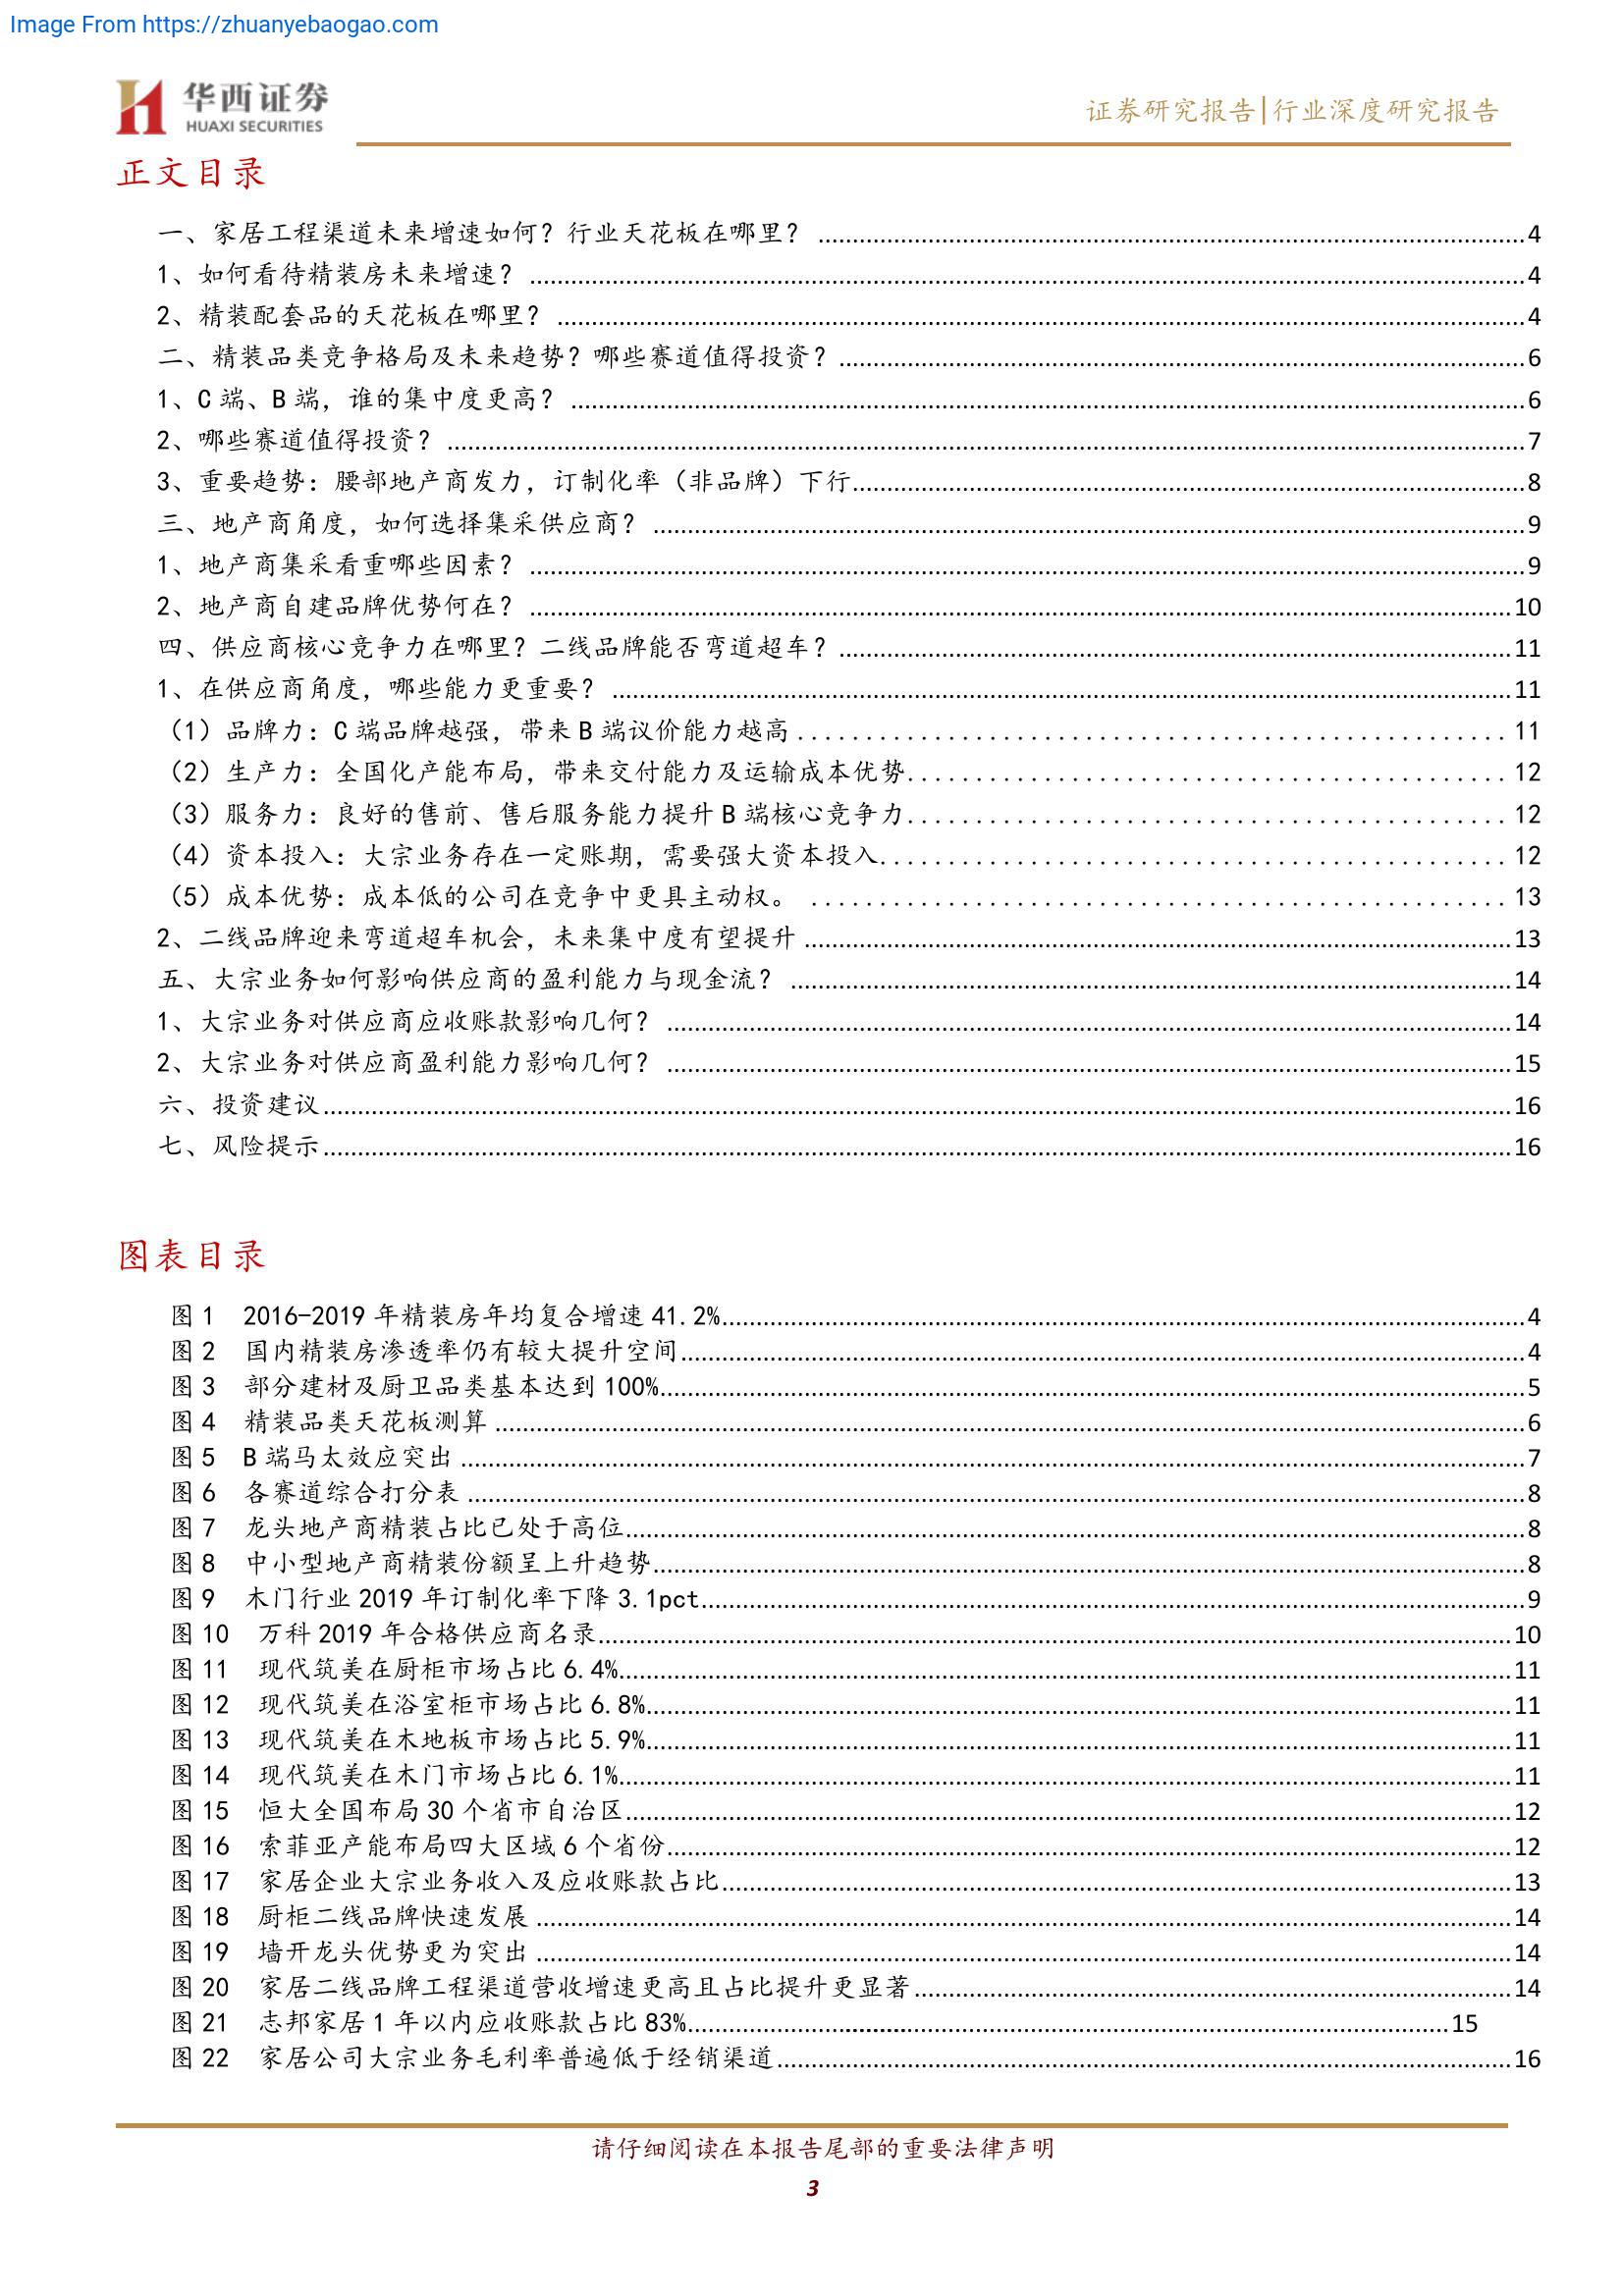 Image From https://zhuanyebaogao.com
华西证券
HUAXI SECURITIES
证券研究报告|行业深度研究报告
正文目录
一、家居工程渠道未来增速如何？行业天花板在哪里？ ........ 4
1、如何看待精装房未来增速？ ........ 4
2、精装配套品的天花板在哪里？ ........ 4
二、精装品类竞争格局及未来趋势？哪些赛道值得投资？ ........ 6
1、C 端、B 端，谁的集中度更高？ ........ 6
2、哪些赛道值得投资？ ........ 7
3、重要趋势：腰部地产商发力，订制化率（非品牌）下行 ........ 8
三、地产商角度，如何选择集采供应商？ ........ 9
1、地产商集采看重哪些因素？ ........ 9
2、地产商自建品牌优势何在？ ........ 10
四、供应商核心竞争力在哪里？二线品牌能否弯道超车？ ........ 11
1、在供应商角度，哪些能力更重要？ ........ 11
（1）品牌力：C 端品牌越强，带来 B 端议价能力越高 ........ 11
（2）生产力：全国化产能布局，带来交付能力及运输成本优势 ........ 12
（3）服务力：良好的售前、售后服务能力提升 B 端核心竞争力 ........ 12
（4）资本投入：大宗业务存在一定账期，需要强大资本投入 ........ 12
（5）成本优势：成本低的公司在竞争中更具主动权。 ........ 13
2、二线品牌迎来弯道超车机会，未来集中度有望提升 ........ 13
五、大宗业务如何影响供应商的盈利能力与现金流？ ........ 14
1、大宗业务对供应商应收账款影响几何？ ........ 14
2、大宗业务对供应商盈利能力影响几何？ ........ 15
六、投资建议 ........ 16
七、风险提示 ........ 16
图表目录
图 1 2016-2019 年精装房年均复合增速 41.2% ........ 4
图 2 国内精装房渗透率仍有较大提升空间 ........ 4
图 3 部分建材及厨卫品类基本达到 100% ........ 5
图 4 精装品类天花板测算 ........ 6
图 5 B 端马太效应突出 ........ 7
图 6 各赛道综合打分表 ........ 8
图 7 龙头地产商精装占比已处于高位 ........ 8
图 8 中小型地产商精装份额呈上升趋势 ........ 8
图 9 木门行业 2019 年订制化率下降 3.1pct ........ 9
图 10 万科 2019 年合格供应商名录 ........ 10
图 11 现代筑美在厨柜市场占比 6.4% ........ 11
图 12 现代筑美在浴室柜市场占比 6.8% ........ 11
图 13 现代筑美在木地板市场占比 5.9% ........ 11
图 14 现代筑美在木门市场占比 6.1% ........ 11
图 15 恒大全国布局 30 个省市自治区 ........ 12
图 16 索菲亚产能布局四大区域 6 个省份 ........ 12
图 17 家居企业大宗业务收入及应收账款占比 ........ 13
图 18 厨柜二线品牌快速发展 ........ 14
图 19 墙开龙头优势更为突出 ........ 14
图 20 家居二线品牌工程渠道营收增速更高且占比提升更显著 ........ 14
图 21 志邦家居 1 年以内应收账款占比 83% ........ 15
图 22 家居公司大宗业务毛利率普遍低于经销渠道 ........ 16
请仔细阅读在本报告尾部的重要法律声明
3